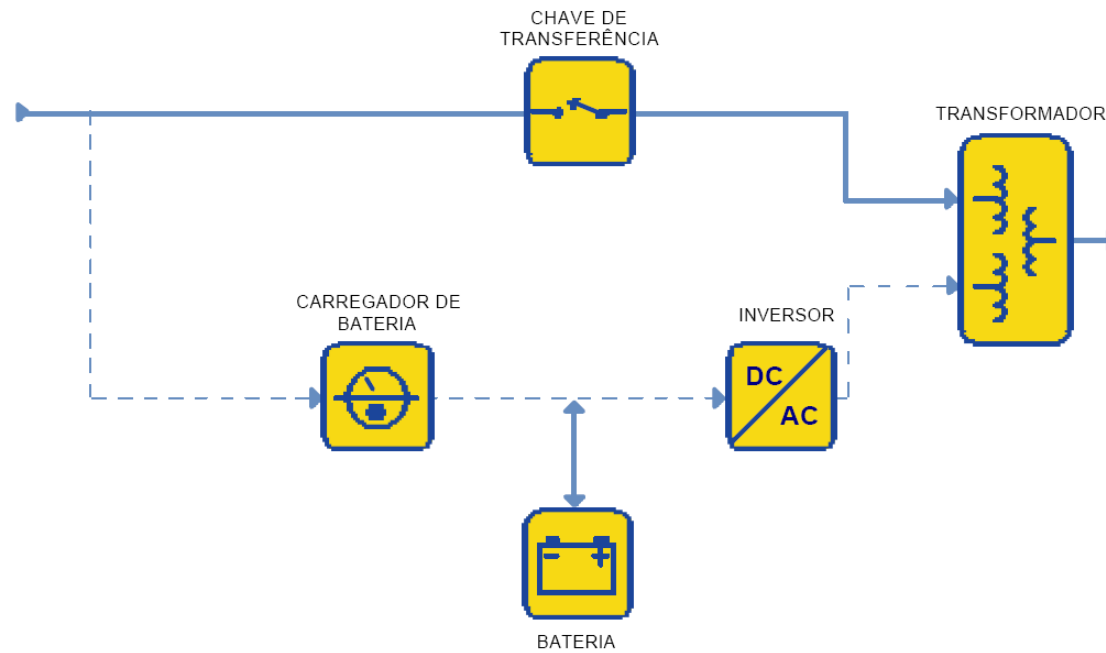 CHAVE DE
TRANSFERÊNCIA
TRANSFORMADOR
CARREGADOR DE
BATERIA
INVERSOR
DC
AC
BATERIA